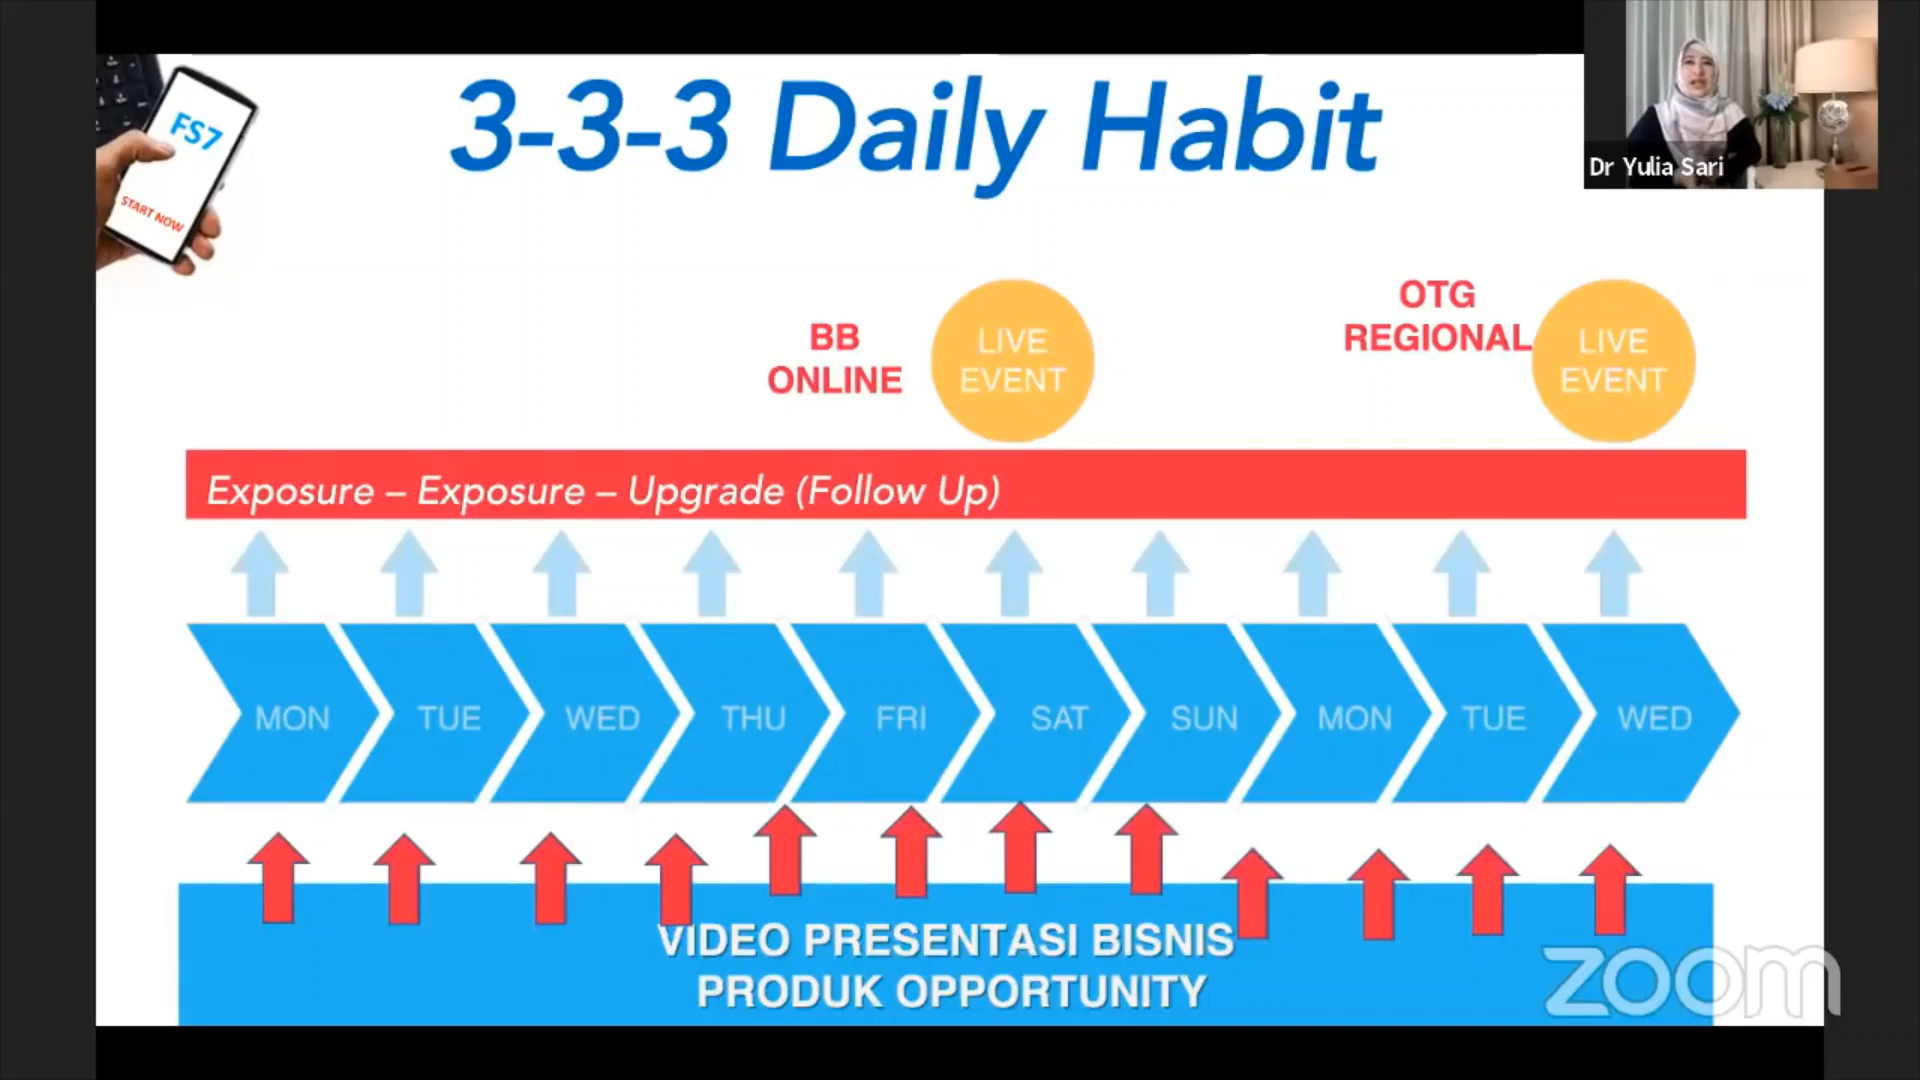 3-3-3 Daily Habit
FS7
START NOW
Dr Yulia Sari
BB
ONLINE
LIVE
EVENT
OTG
REGIONAL
LIVE
EVENT
Exposure – Exposure – Upgrade (Follow Up)
MON TUE WED THU FRI SAT SUN MON TUE WED
VIDEO PRESENTASI BISNIS
PRODUK OPPORTUNITY
zoom